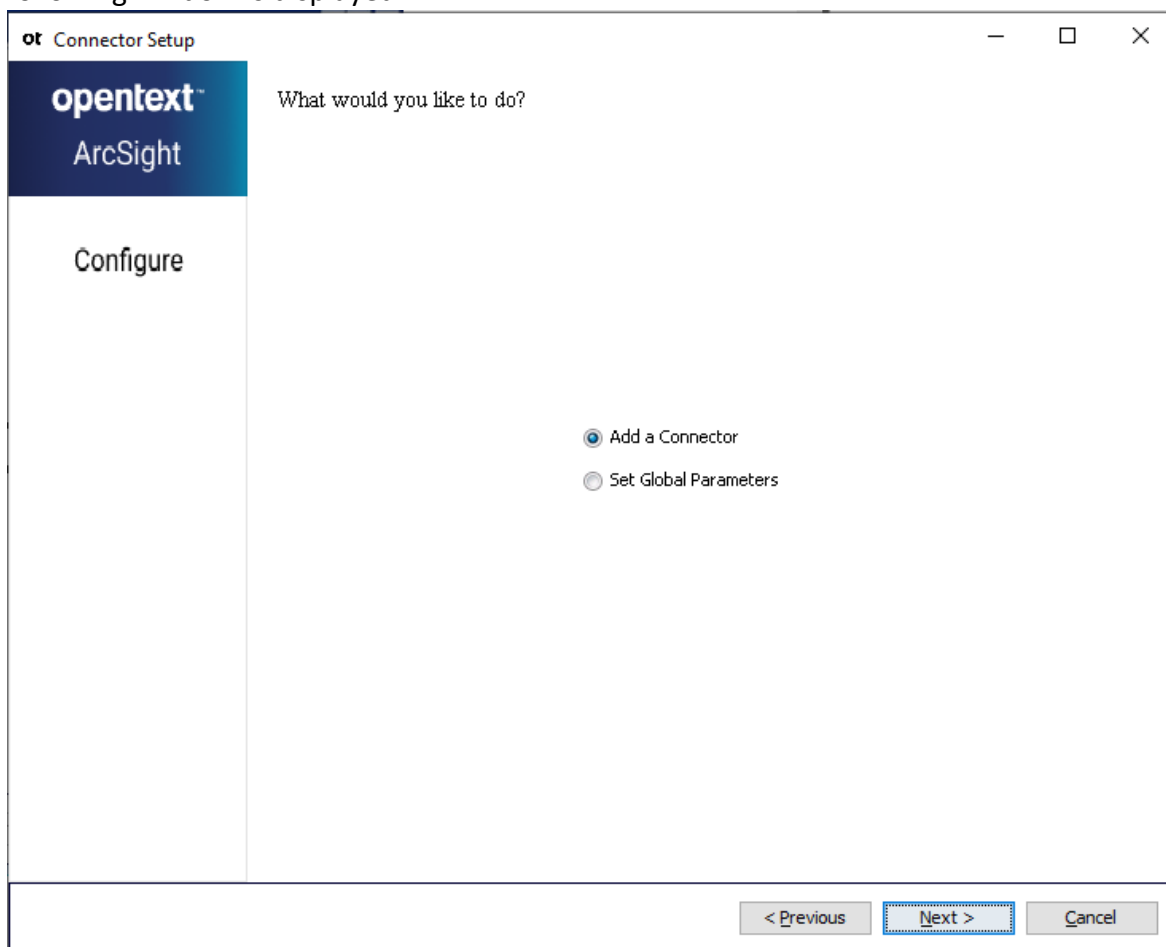 ot Connector Setup
opentext™
ArcSight
What would you like to do?
Configure
Add a Connector
Set Global Parameters
< Previous
Next >
Cancel